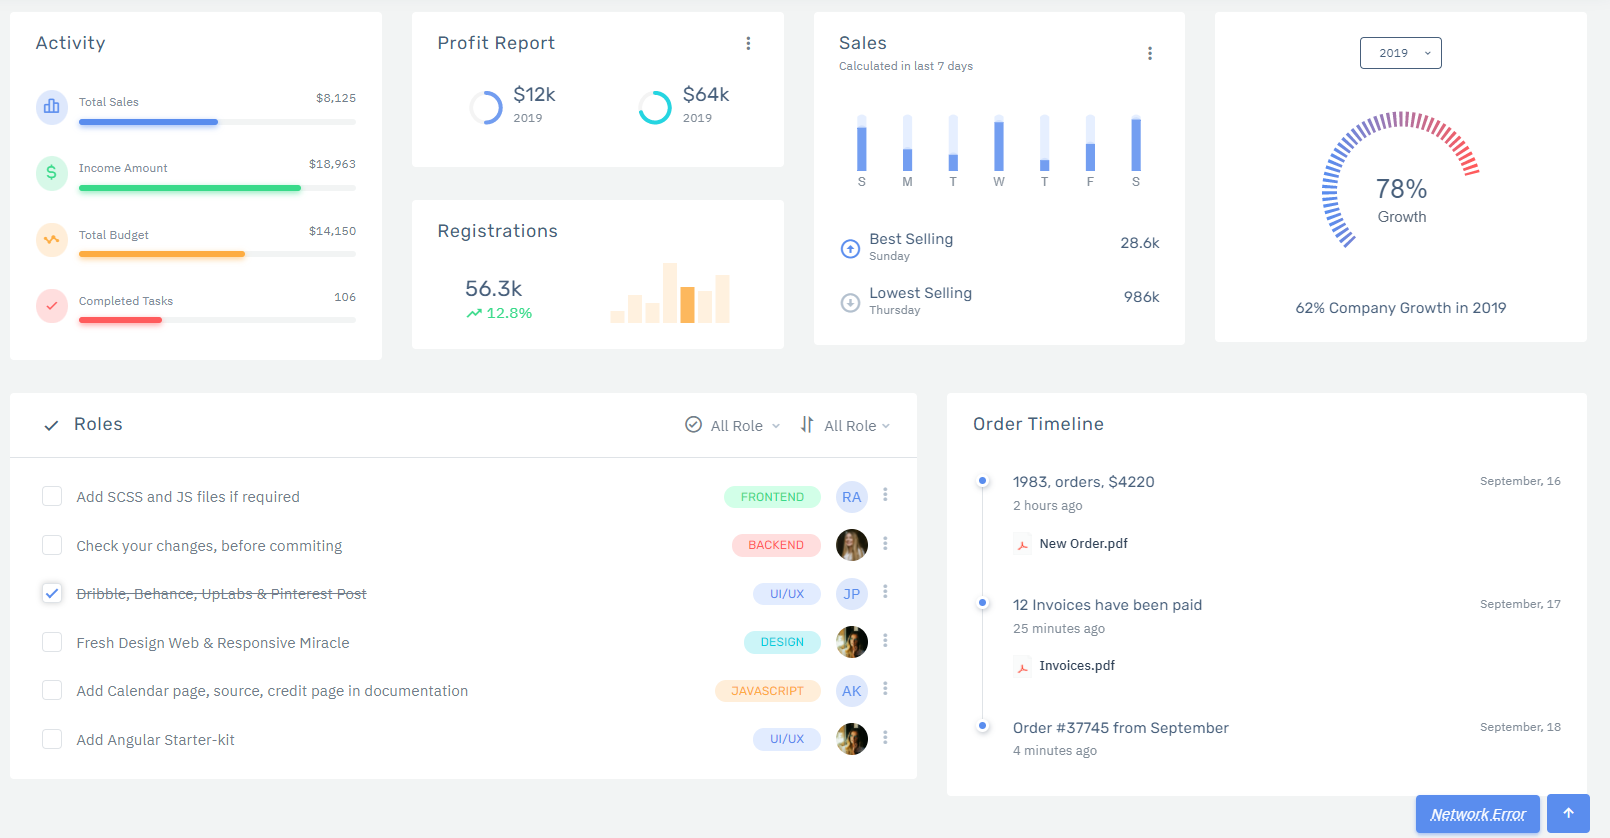 Activity
Total Sales
$8,125
Income Amount
$18,963
Total Budget
$14,150
Completed Tasks
106
Profit Report
$12k
2019
$64k
2019
Registrations
56.3k
12.8%
Sales
Calculated in last 7 days
S M T W T F S
Best Selling
28.6k
Sunday
Lowest Selling
986k
Thursday
2019
78%
Growth
62% Company Growth in 2019
Roles
All Role
All Role
Add SCSS and JS files if required
FRONTEND
RA
Check your changes, before commiting
BACKEND
Dribble, Behance, UpLabs & Pinterest Post
UI/UX
JP
Fresh Design Web & Responsive Miracle
DESIGN
Add Calendar page, source, credit page in documentation
JAVASCRIPT
AK
Add Angular Starter-kit
UI/UX
Order Timeline
1983, orders, $4220
September, 16
2 hours ago
New Order.pdf
12 Invoices have been paid
September, 17
25 minutes ago
Invoices.pdf
Order #37745 from September
September, 18
4 minutes ago
Network Error